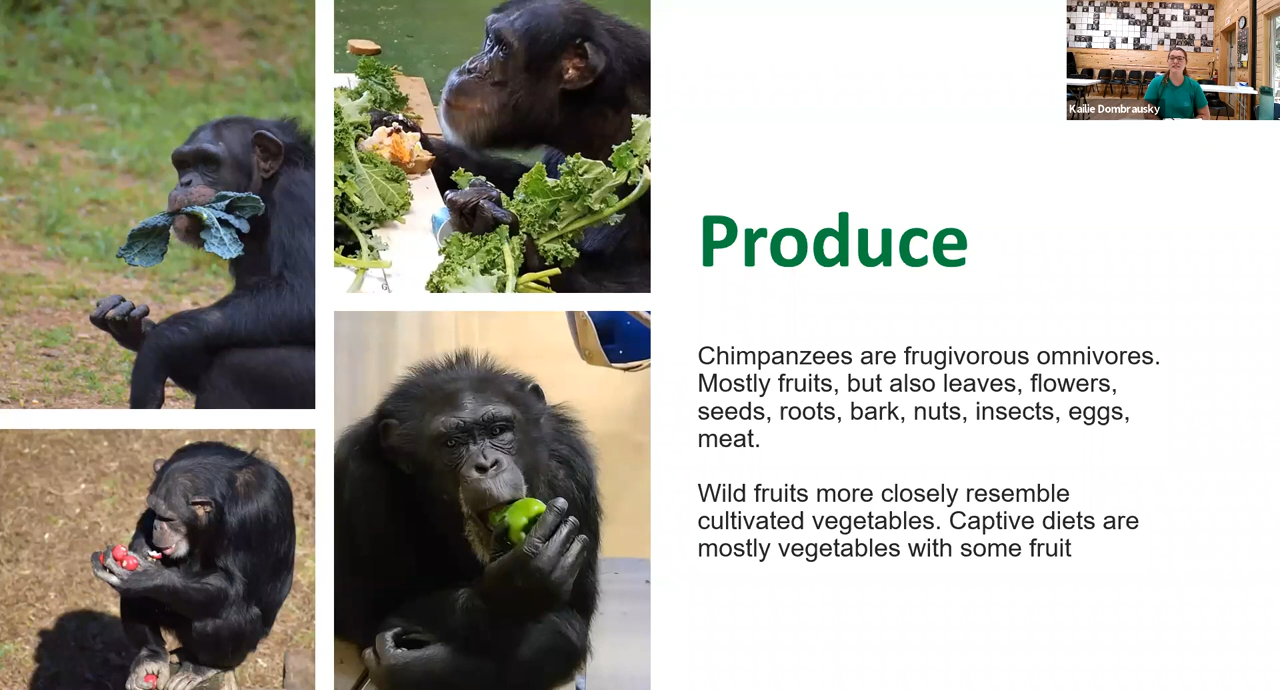 Kailie Dombrausky
Produce
Chimpanzees are frugivorous omnivores.
Mostly fruits, but also leaves, flowers,
seeds, roots, bark, nuts, insects, eggs,
meat.
Wild fruits more closely resemble
cultivated vegetables. Captive diets are
mostly vegetables with some fruit